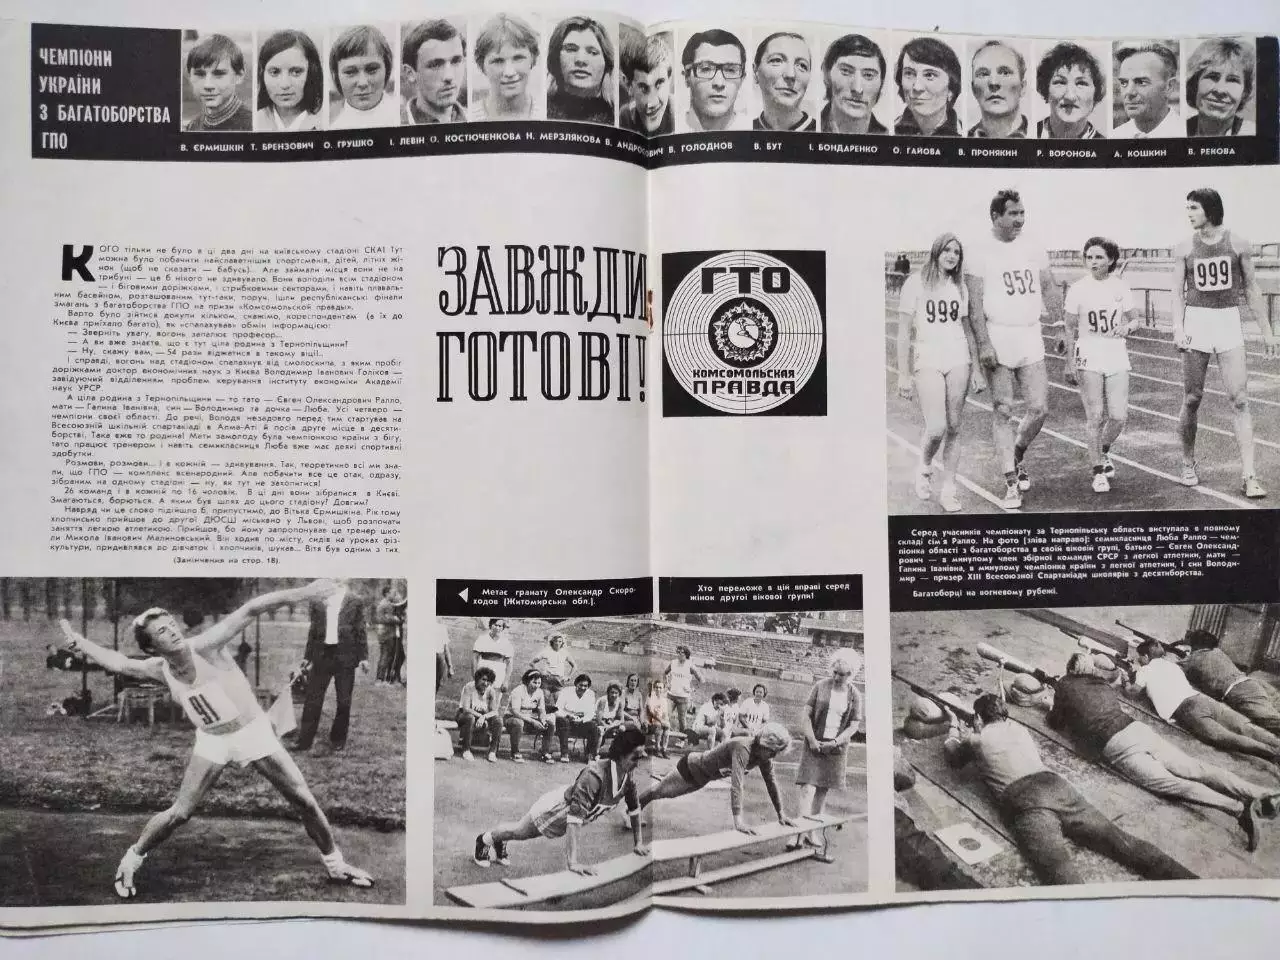 ЧЕМПІОНИ
УКРАЇНИ
З БАГАТОБОРСТВА
ГПО
В. ЄРМИШКІН Т. БРЕНЗОВИЧ О. ГРУШКО І. ЛЕВІН О. КОСТЮЧЕНКОВА Н. МЕРЗЛЯКОВА В. АНДРОСОВИЧ В. ГОЛОДНОВ В. БУТ І. БОНДАРЕНКО О. ГАЙОВА В. ПРОНЯКИН Р. ВОРОНОВА А. КОШКИН В. РЕКОВА
КОГО тільки не було в ці два дні на київському стадіоні СКА! Тут
можна було побачити найславетніших спортсменів, дітей, літніх жі-
нок (щоб не сказати — бабусь). Але займали місця вони не на
трибуні — це б нікого не здивувало. Вони володіли всім стадіоном
— і біговими доріжками, і стрибковими секторами, і навіть плаваль-
ним басейном, розташованим тут-таки, поруч. Ішли республіканські фінали
змагань з багатоборства ГПО на призи «Комсомольской правды».
Варто було зійтися докупи кільком, скажімо, кореспондентам (а їх до
Києва приїхало багато), як «спалахував» обмін інформацією:
— Зверніть увагу, вогонь запалює професор...
— А ви вже знаєте, що є тут ціла родина з Тернопільщини?
— Ну, скажу вам, — 54 рази віджатися в такому віці!..
І справді, вогонь над стадіоном спалахнув від смолоскипа, з яким пробіг
доріжками доктор економічних наук з Києва Володимир Іванович Голіков —
завідуючий відділенням проблем керування інституту економіки Академії
наук УРСР.
А ціла родина з Тернопільщини — то тато — Євген Олександрович Ралло,
мати — Галина Іванівна, син — Володимир та дочка — Люба. Усі четверо —
чемпіони своєї області. До речі, Володя незадовго перед тим стартував на
Всесоюзній шкільній спартакіаді в Алма-Аті й посів друге місце в десяти-
борстві. Така вже то родина! Мати замолоду була чемпіонкою країни з бігу,
тато працює тренером і навіть семикласниця Люба вже має деякі спортивні
здобутки.
Розмови, розмови... І в кожній — здивування. Так, теоретично всі ми зна-
ли, що ГПО — комплекс всенародний. Але побачити все це отак, одразу,
зібраним на одному стадіоні — ну, як тут не захопитися!
26 команд і в кожній по 16 чоловік. В ці дні вони зібралися в Києві.
Змагаються, борються. А яким був шлях до цього стадіону? Довгим?
Навряд чи це слово підійшло б, припустимо, до Вітька Єрмишкіна. Рік тому
хлопчисько прийшов до другої ДЮСШ міськвно у Львові, щоб розпочати
заняття легкою атлетикою. Прийшов, бо йому запропонував це тренер шко-
ли Микола Іванович Малиновський. Він ходив по місту, сидів на уроках фіз-
культури, придивлявся до дівчаток і хлопчиків, шукав... Вітя був одним з тих,
(Закінчення на стор. 18).
ЗАВЖДИ
ГОТОВІ!
ГТО
КОМСОМОЛЬСКАЯ
ПРАВДА
998
952
954
999
Серед учасників чемпіонату за Тернопільську область виступала в повному
складі сім'я Ралло. На фото [зліва направо]: семикласниця Люба Ралло — чем-
піонка області з багатоборства в своїй віковій групі, батько — Євген Олександ-
рович — в минулому член збірної команди СРСР з легкої атлетики, мати —
Галина Іванівна, в минулому чемпіонка країни з легкої атлетики, і син Володи-
мир — призер XIII Всесоюзної Спартакіади школярів з десятиборства.
Багатоборці на вогневому рубежі.
Метає гранату Олександр Скоро-
ходов [Житомирська обл.].
Хто переможе в цій вправі серед
жінок другої вікової групи?
91